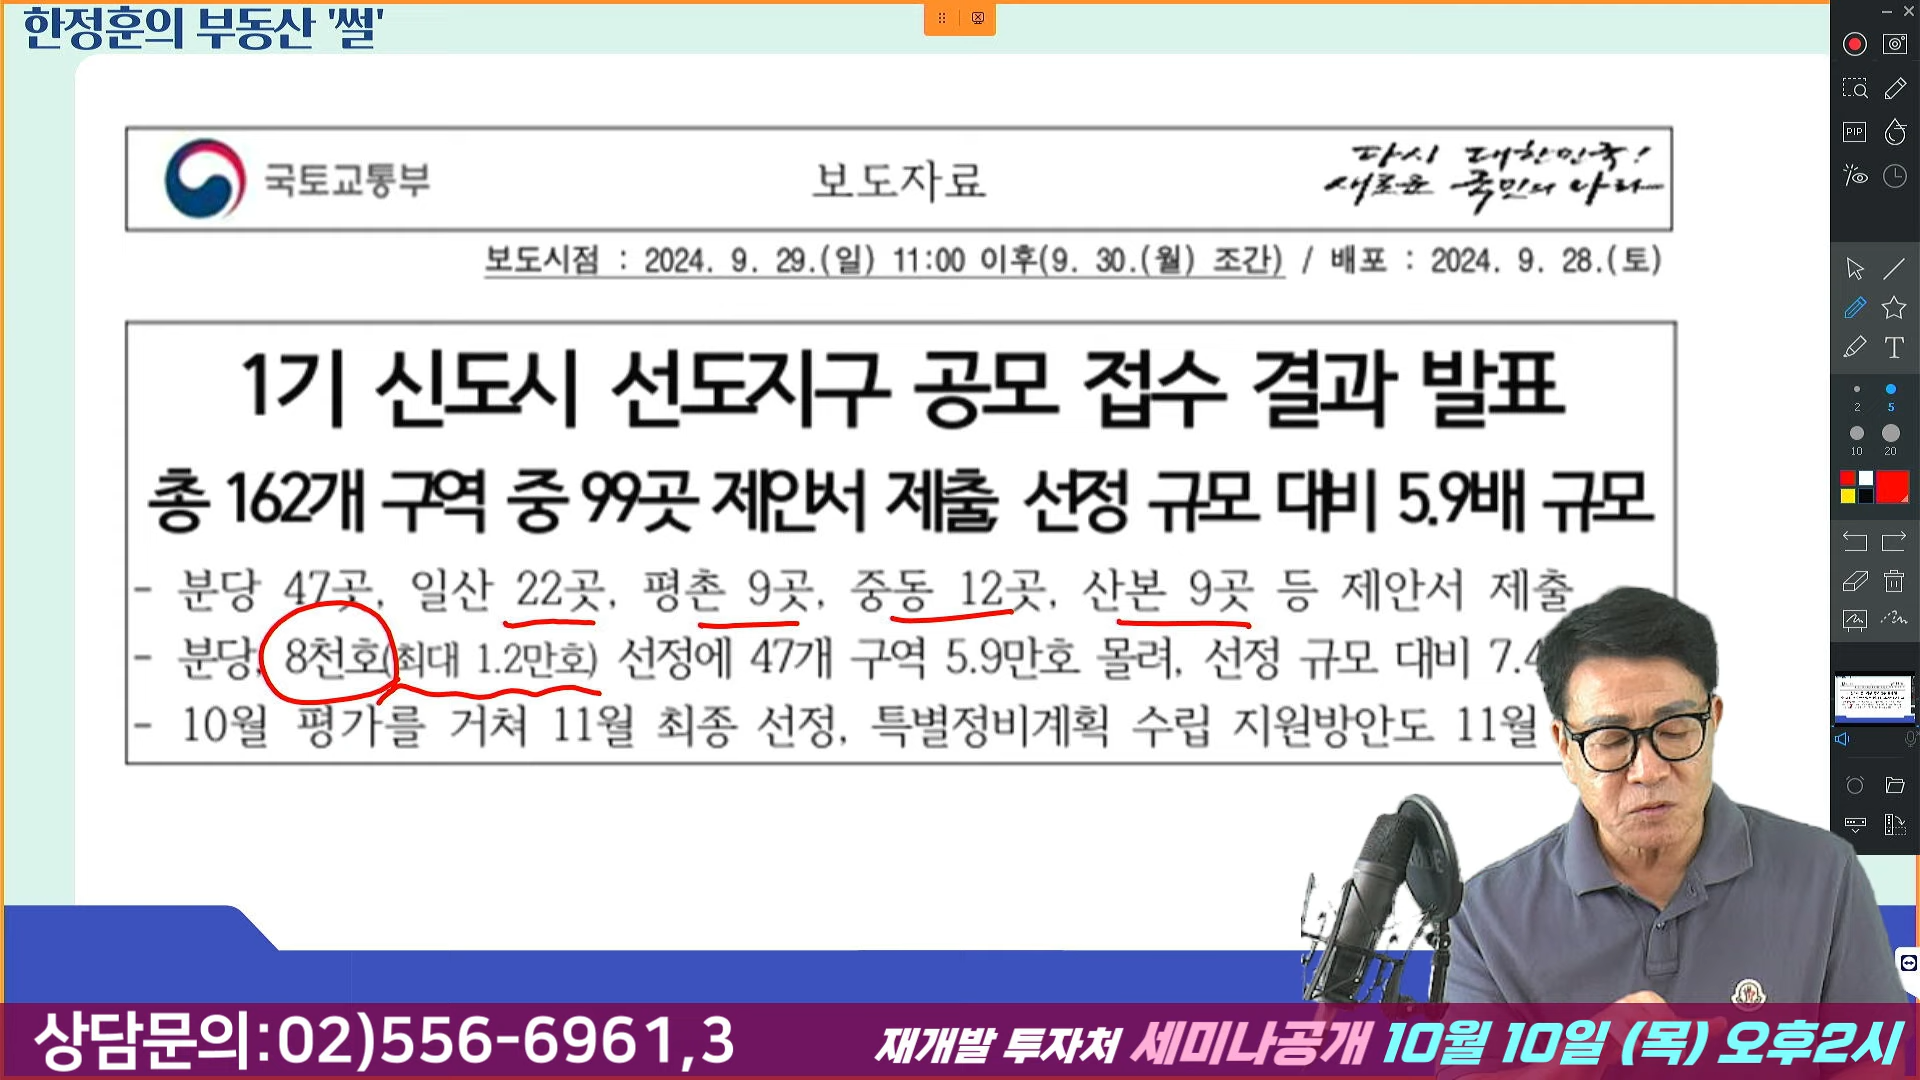 한정훈의 부동산 '썰'
국토교통부 보도자료 다시 대한민국! 새로운 국민의 나라
보도시점 : 2024. 9. 29.(일) 11:00 이후(9. 30.(월) 조간) / 배포 : 2024. 9. 28.(토)
1기 신도시 선도지구 공모 접수 결과 발표
총 162개 구역 중 99곳 제안서 제출, 선정 규모 대비 5.9배 규모
- 분당 47곳, 일산 22곳, 평촌 9곳, 중동 12곳, 산본 9곳 등 제안서 제출
- 분당, 8천호(최대 1.2만호) 선정에 47개 구역 5.9만호 몰려, 선정 규모 대비 7.4
- 10월 평가를 거쳐 11월 최종 선정, 특별정비계획 수립 지원방안도 11월
PIP
T
2 5
10 20
상담문의:02)556-6961,3
재개발 투자처 세미나공개 10월 10일 (목) 오후2시